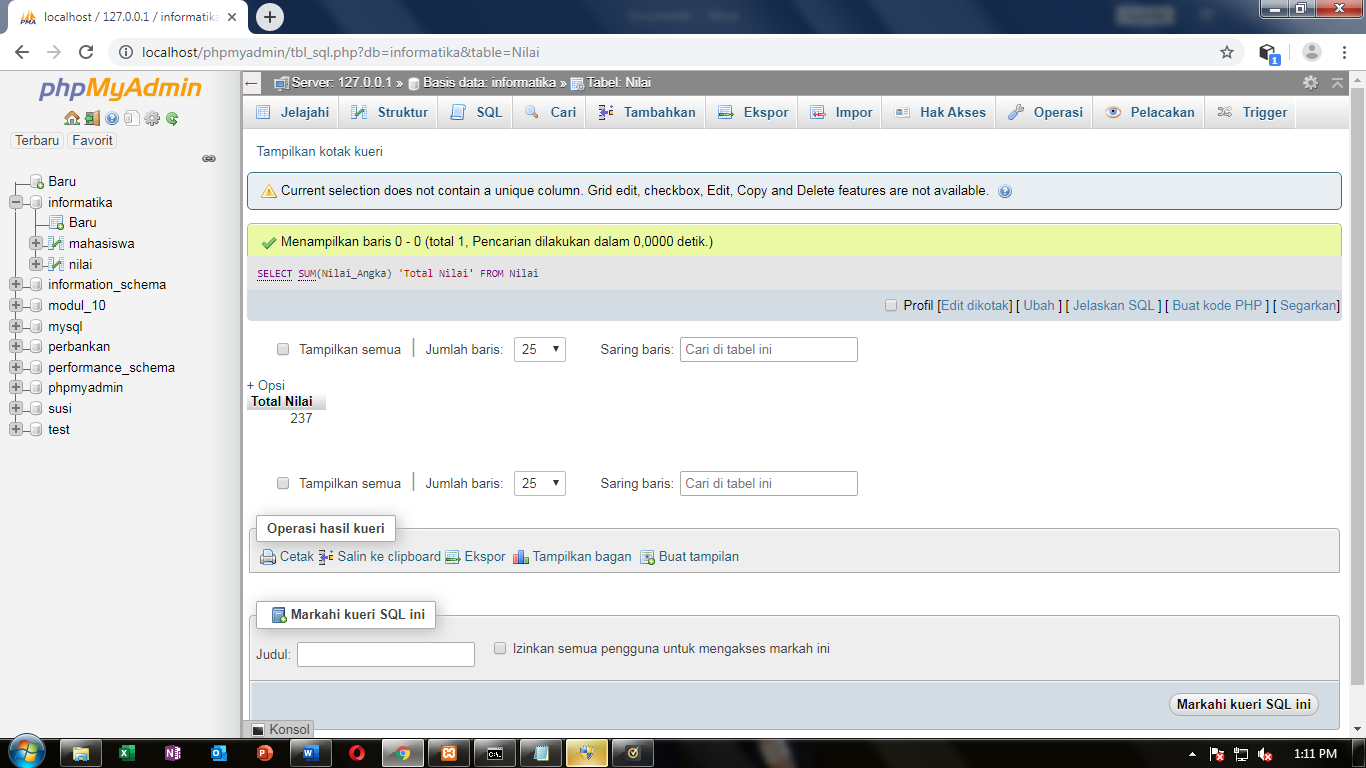 localhost / 127.0.0.1 / informatika
localhost/phpmyadmin/tbl_sql.php?db=informatika&table=Nilai
1
phpMyAdmin
Terbaru Favorit
Baru
informatika
Baru
mahasiswa
nilai
information_schema
modul_10
mysql
perbankan
performance_schema
phpmyadmin
susi
test
Server: 127.0.0.1 » Basis data: informatika » Tabel: Nilai
Jelajahi Struktur SQL Cari Tambahkan Ekspor Impor Hak Akses Operasi Pelacakan Trigger
Tampilkan kotak kueri
Current selection does not contain a unique column. Grid edit, checkbox, Edit, Copy and Delete features are not available.
Menampilkan baris 0 - 0 (total 1, Pencarian dilakukan dalam 0,0000 detik.)
SELECT SUM(Nilai_Angka) 'Total Nilai' FROM Nilai
Profil [Edit dikotak] [ Ubah ] [ Jelaskan SQL ] [ Buat kode PHP ] [ Segarkan]
Tampilkan semua | Jumlah baris: 25 Saring baris: Cari di tabel ini
+ Opsi
Total Nilai
237
Tampilkan semua | Jumlah baris: 25 Saring baris: Cari di tabel ini
Operasi hasil kueri
Cetak Salin ke clipboard Ekspor Tampilkan bagan Buat tampilan
Markahi kueri SQL ini
Judul: Izinkan semua pengguna untuk mengakses markah ini
Markahi kueri SQL ini
Konsol
1:11 PM